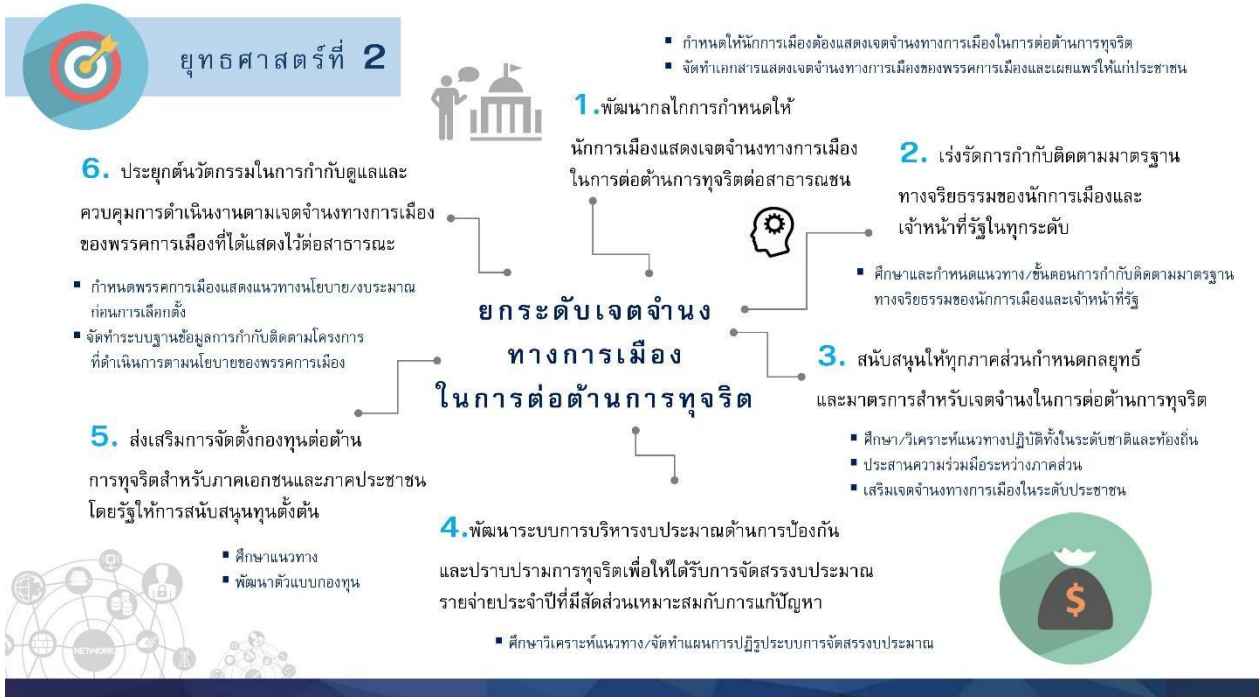 ยุทธศาสตร์ที่ 2
▪ กำหนดให้นักการเมืองต้องแสดงเจตจำนงทางการเมืองในการต่อต้านการทุจริต
▪ จัดทำเอกสารแสดงเจตจำนงทางการเมืองของพรรคการเมืองและเผยแพร่ให้แก่ประชาชน
1.พัฒนากลไกการกำหนดให้
นักการเมืองแสดงเจตจำนงทางการเมือง
ในการต่อต้านการทุจริตต่อสาธารณชน
2. เร่งรัดการกำกับติดตามมาตรฐาน
ทางจริยธรรมของนักการเมืองและ
เจ้าหน้าที่รัฐในทุกระดับ
▪ ศึกษาและกำหนดแนวทาง/ขั้นตอนการกำกับติดตามมาตรฐาน
ทางจริยธรรมของนักการเมืองและเจ้าหน้าที่รัฐ
ยกระดับเจตจำนง
ทางการเมือง
ในการต่อต้านการทุจริต
3. สนับสนุนให้ทุกภาคส่วนกำหนดกลยุทธ์
และมาตรการสำหรับเจตจำนงในการต่อต้านการทุจริต
▪ ศึกษา/วิเคราะห์แนวทางปฏิบัติทั้งในระดับชาติและท้องถิ่น
▪ ประสานความร่วมมือระหว่างภาคส่วน
▪ เสริมเจตจำนงทางการเมืองในระดับประชาชน
4.พัฒนาระบบการบริหารงบประมาณด้านการป้องกัน
และปราบปรามการทุจริตเพื่อให้ได้รับการจัดสรรงบประมาณ
รายจ่ายประจำปีที่มีสัดส่วนเหมาะสมกับการแก้ปัญหา
▪ ศึกษาวิเคราะห์แนวทาง/จัดทำแผนการปฏิรูประบบการจัดสรรงบประมาณ
5. ส่งเสริมการจัดตั้งกองทุนต่อต้าน
การทุจริตสำหรับภาคเอกชนและภาคประชาชน
โดยรัฐให้การสนับสนุนทุนตั้งต้น
▪ ศึกษาแนวทาง
▪ พัฒนาตัวแบบกองทุน
6. ประยุกต์นวัตกรรมในการกำกับดูแลและ
ควบคุมการดำเนินงานตามเจตจำนงทางการเมือง
ของพรรคการเมืองที่ได้แสดงไว้ต่อสาธารณะ
▪ กำหนดพรรคการเมืองแสดงแนวทางนโยบาย/งบประมาณ
ก่อนการเลือกตั้ง
▪ จัดทำระบบฐานข้อมูลการกำกับติดตามโครงการ
ที่ดำเนินการตามนโยบายของพรรคการเมือง
NETWORK
$